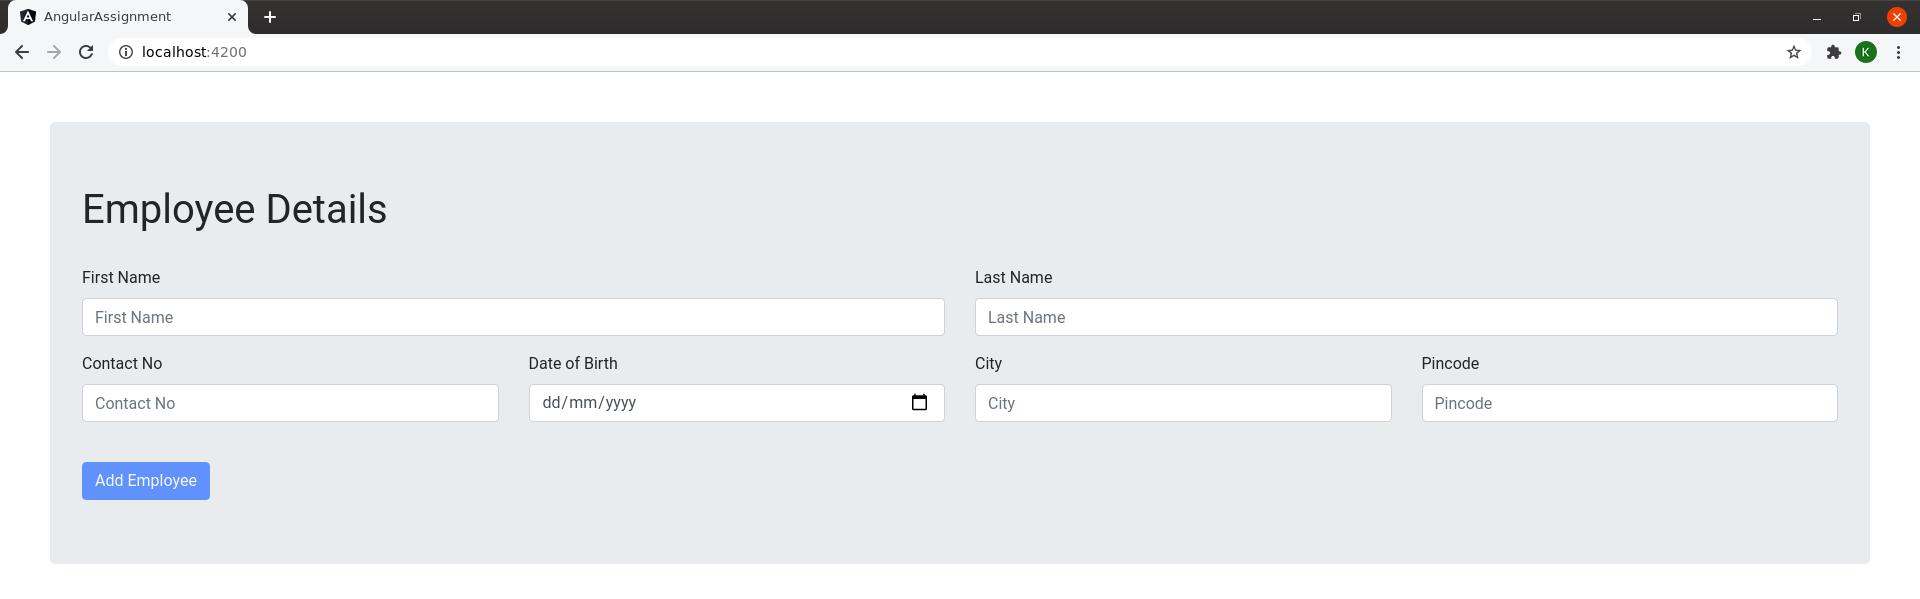 AngularAssignment
localhost:4200
K
Employee Details
First Name Last Name
First Name Last Name
Contact No Date of Birth City Pincode
Contact No dd/mm/yyyy City Pincode
Add Employee